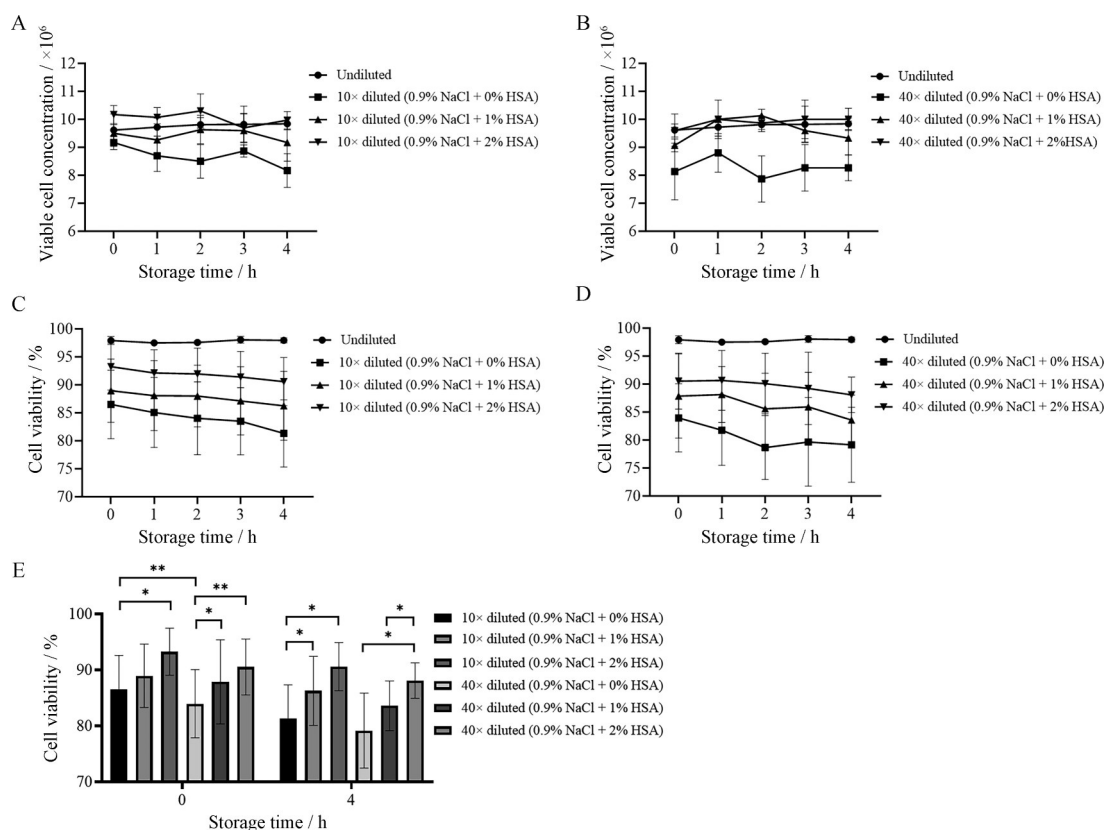 A
Viable cell concentration / ×10⁶
12
11
10
9
8
7
6
0 1 2 3 4
Storage time / h
Undiluted
10× diluted (0.9% NaCl + 0% HSA)
10× diluted (0.9% NaCl + 1% HSA)
10× diluted (0.9% NaCl + 2%HSA)
B
Viable cell concentration / ×10⁶
12
11
10
9
8
7
6
0 1 2 3 4
Storage time / h
Undiluted
40× diluted (0.9% NaCl + 0% HSA)
40× diluted (0.9% NaCl + 1% HSA)
40× diluted (0.9% NaCl + 2%HSA)
C
Cell viability / %
100
95
90
85
80
75
70
0 1 2 3 4
Storage time / h
Undiluted
10× diluted (0.9% NaCl + 0% HSA)
10× diluted (0.9% NaCl + 1% HSA)
10× diluted (0.9% NaCl + 2% HSA)
D
Cell viability / %
100
95
90
85
80
75
70
0 1 2 3 4
Storage time / h
Undiluted
40× diluted (0.9% NaCl + 0% HSA)
40× diluted (0.9% NaCl + 1% HSA)
40× diluted (0.9% NaCl + 2% HSA)
E
Cell viability / %
100
90
80
70
** * ** *
* * * *
0 4
Storage time / h
10× diluted (0.9% NaCl + 0% HSA)
10× diluted (0.9% NaCl + 1% HSA)
10× diluted (0.9% NaCl + 2% HSA)
40× diluted (0.9% NaCl + 0% HSA)
40× diluted (0.9% NaCl + 1% HSA)
40× diluted (0.9% NaCl + 2% HSA)